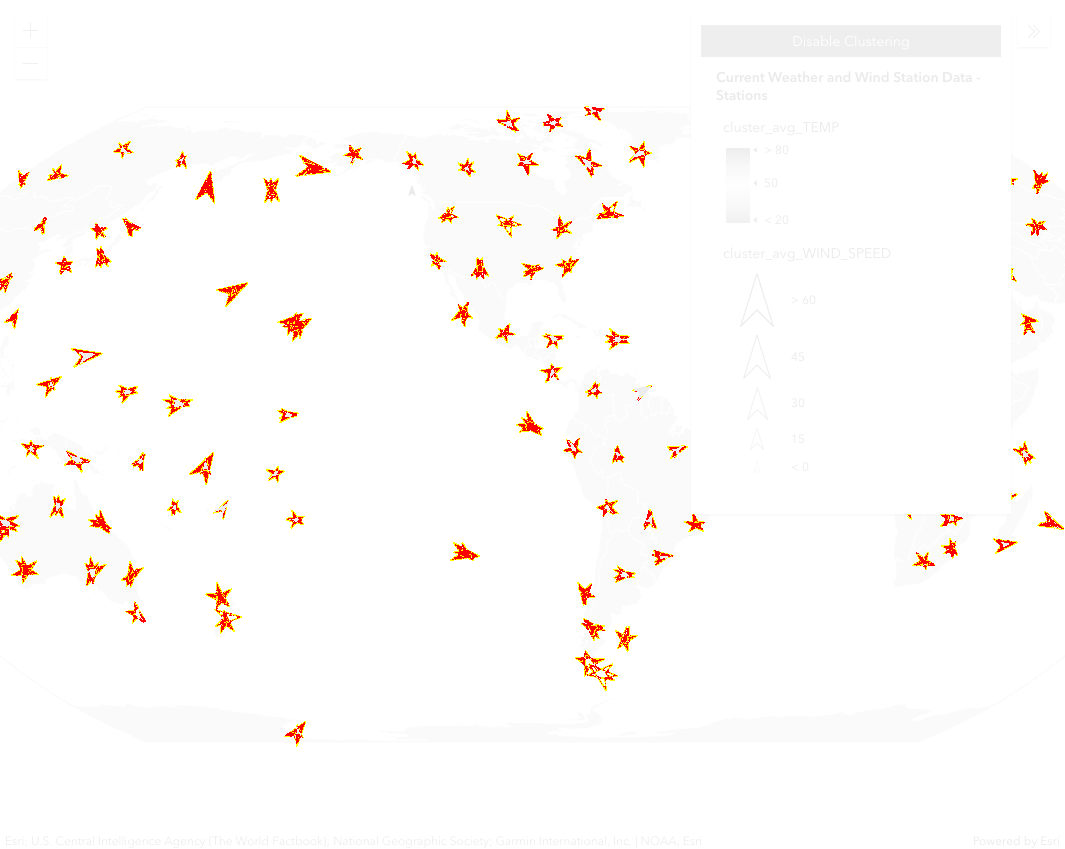 Disable Clustering
Current Weather and Wind Station Data -
Stations
cluster_avg_TEMP
> 80
50
< 20
cluster_avg_WIND_SPEED
> 60
45
30
15
< 0
Esri; U.S. Central Intelligence Agency (The World Factbook); National Geographic Society; Garmin International, Inc. | NOAA, Esri
Powered by Esri